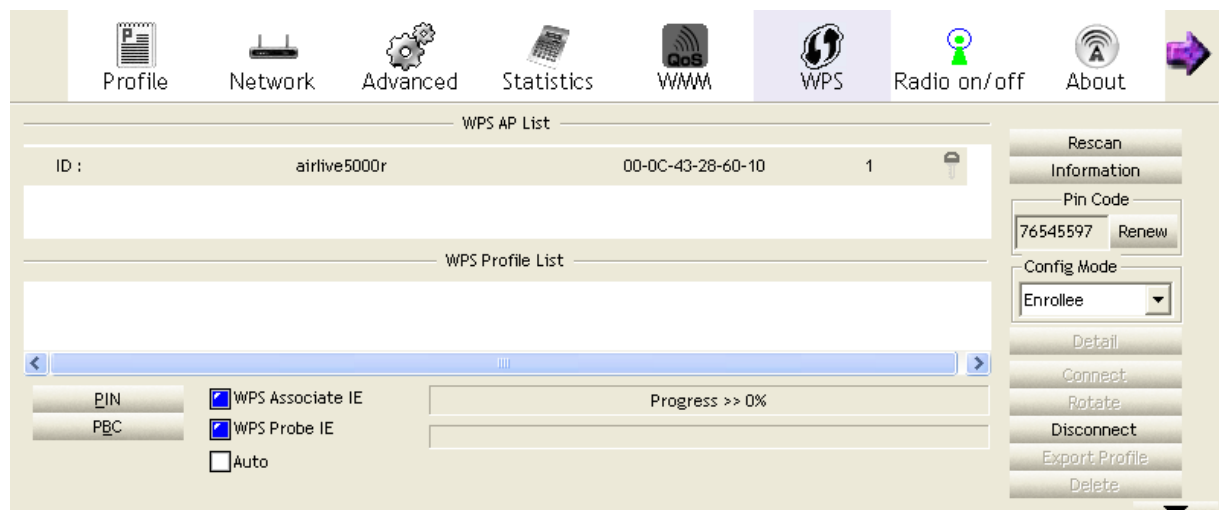 Profile Network Advanced Statistics QoS WMM WPS Radio on/off About
WPS AP List
ID : airlive5000r 00-0C-43-28-60-10 1
WPS Profile List
Rescan
Information
Pin Code
76545597 Renew
Config Mode
Enrollee
Detail
Connect
Rotate
Disconnect
Export Profile
Delete
PIN
PBC
WPS Associate IE
WPS Probe IE
Auto
Progress >> 0%